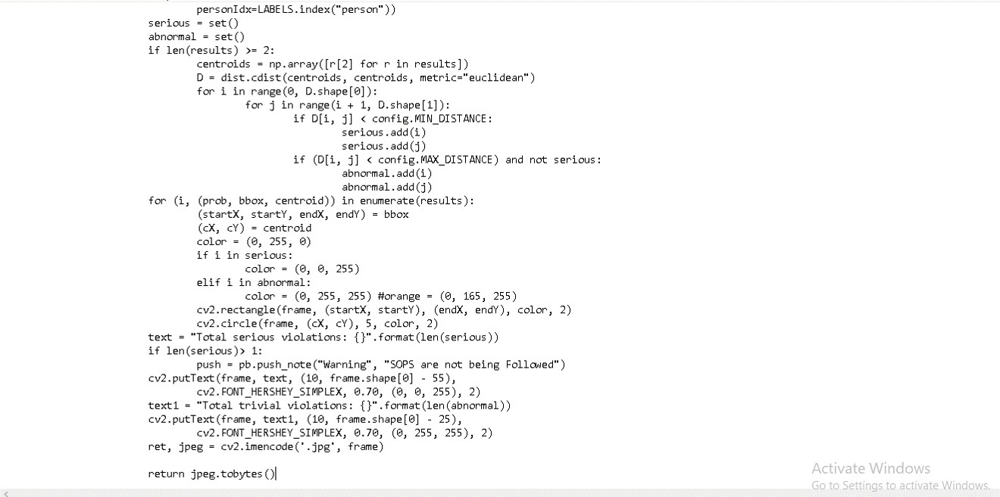 personIdx=LABELS.index("person"))
serious = set()
abnormal = set()
if len(results) >= 2:
centroids = np.array([r[2] for r in results])
D = dist.cdist(centroids, centroids, metric="euclidean")
for i in range(0, D.shape[0]):
for j in range(i + 1, D.shape[1]):
if D[i, j] < config.MIN_DISTANCE:
serious.add(i)
serious.add(j)
if (D[i, j] < config.MAX_DISTANCE) and not serious:
abnormal.add(i)
abnormal.add(j)
for (i, (prob, bbox, centroid)) in enumerate(results):
(startX, startY, endX, endY) = bbox
(cX, cY) = centroid
color = (0, 255, 0)
if i in serious:
color = (0, 0, 255)
elif i in abnormal:
color = (0, 255, 255) #orange = (0, 165, 255)
cv2.rectangle(frame, (startX, startY), (endX, endY), color, 2)
cv2.circle(frame, (cX, cY), 5, color, 2)
text = "Total serious violations: {}".format(len(serious))
if len(serious)> 1:
push = pb.push_note("Warning", "SOPS are not being Followed")
cv2.putText(frame, text, (10, frame.shape[0] - 55),
cv2.FONT_HERSHEY_SIMPLEX, 0.70, (0, 0, 255), 2)
text1 = "Total trivial violations: {}".format(len(abnormal))
cv2.putText(frame, text1, (10, frame.shape[0] - 25),
cv2.FONT_HERSHEY_SIMPLEX, 0.70, (0, 255, 255), 2)
ret, jpeg = cv2.imencode('.jpg', frame)
return jpeg.tobytes()
Activate Windows
Go to Settings to activate Windows.